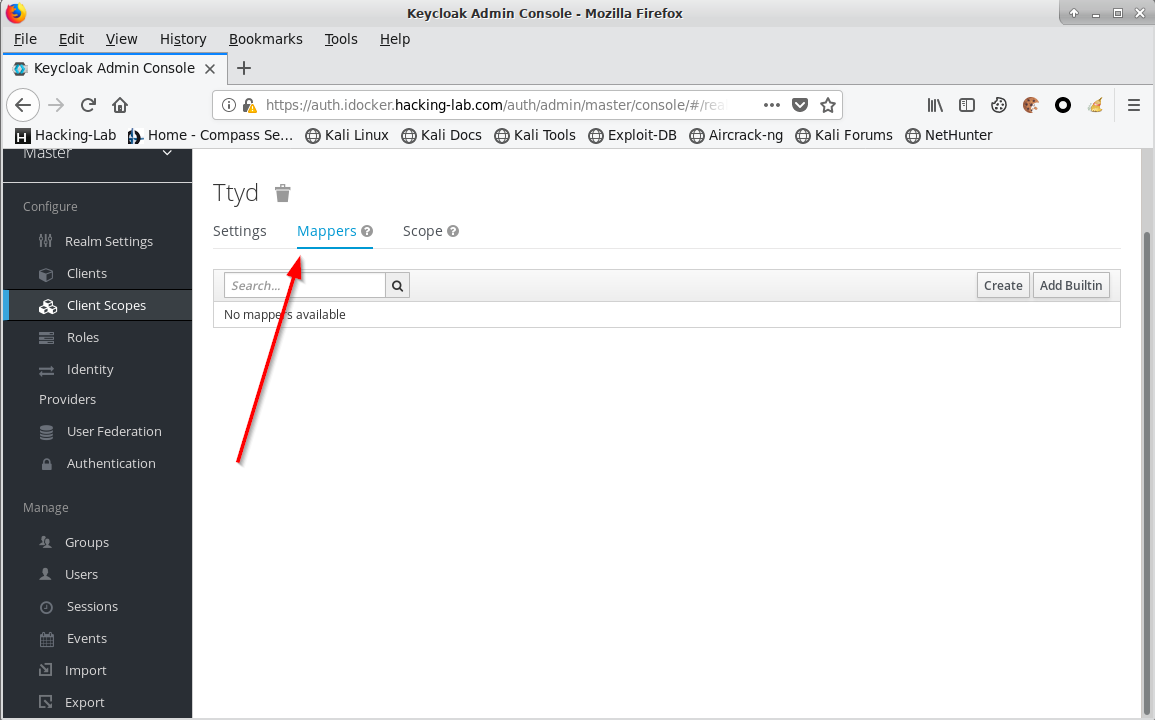 Keycloak Admin Console - Mozilla Firefox
File Edit View History Bookmarks Tools Help
Keycloak Admin Console
https://auth.idocker.hacking-lab.com/auth/admin/master/console/#/rea
Hacking-Lab Home - Compass Se... Kali Linux Kali Docs Kali Tools Exploit-DB Aircrack-ng Kali Forums NetHunter
Master
Configure
Realm Settings
Clients
Client Scopes
Roles
Identity
Providers
User Federation
Authentication
Manage
Groups
Users
Sessions
Events
Import
Export
Ttyd
Settings Mappers Scope
Search... Create Add Builtin
No mappers available